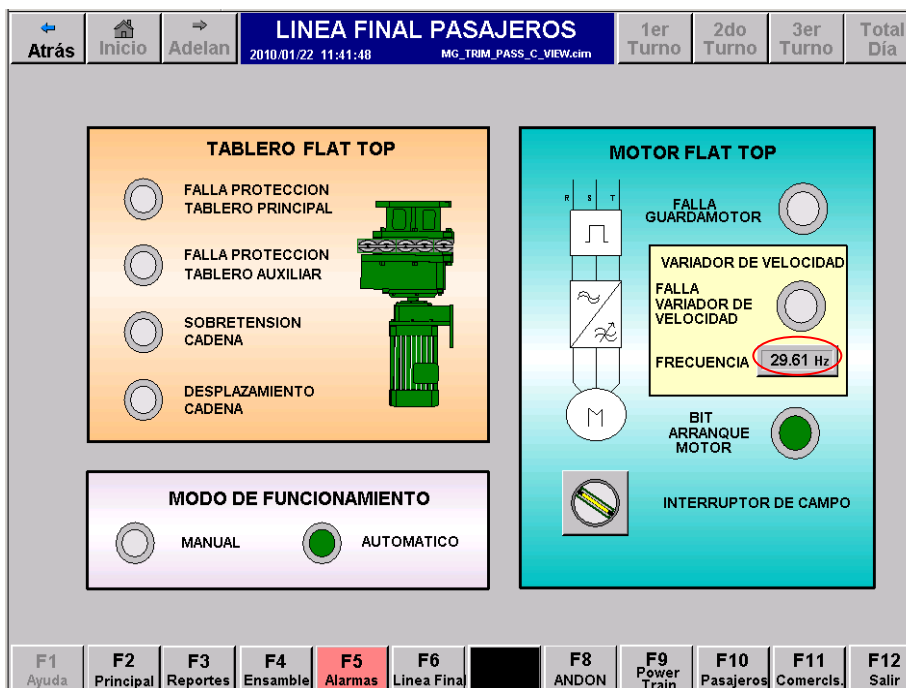 Atrás
Inicio
Adelan
LINEA FINAL PASAJEROS
2010/01/22 11:41:48
MG_TRIM_PASS_C_VIEW.cim
1er
Turno
2do
Turno
3er
Turno
Total
Día
TABLERO FLAT TOP
FALLA PROTECCION
TABLERO PRINCIPAL
FALLA PROTECCION
TABLERO AUXILIAR
SOBRETENSION
CADENA
DESPLAZAMIENTO
CADENA
MODO DE FUNCIONAMIENTO
MANUAL
AUTOMATICO
MOTOR FLAT TOP
R S T
FALLA
GUARDAMOTOR
VARIADOR DE VELOCIDAD
FALLA
VARIADOR DE
VELOCIDAD
FRECUENCIA
29.61 Hz
M
BIT
ARRANQUE
MOTOR
INTERRUPTOR DE CAMPO
F1
Ayuda
F2
Principal
F3
Reportes
F4
Ensamble
F5
Alarmas
F6
Linea Final
F8
ANDON
F9
Power
Train
F10
Pasajeros
F11
Comercls.
F12
Salir